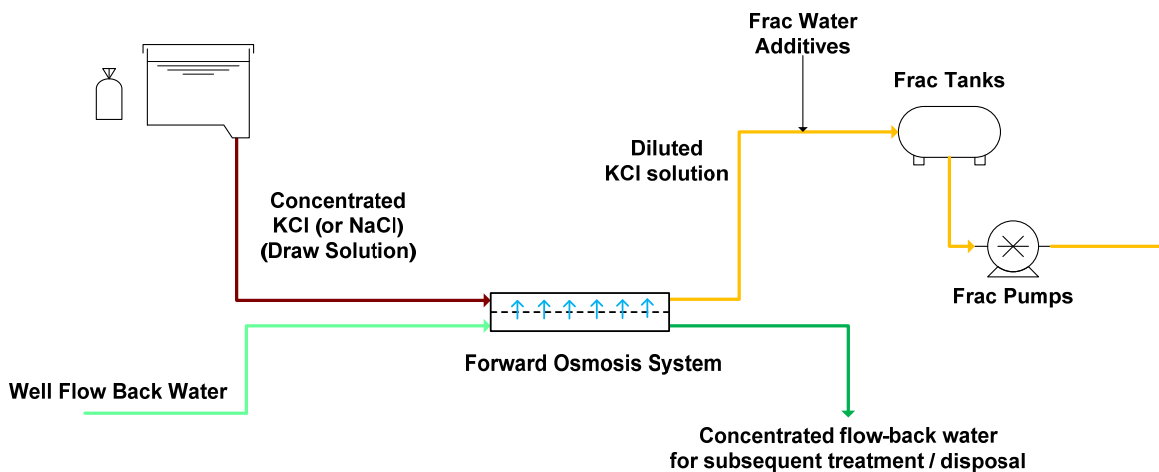 Frac Water
Additives
Frac Tanks
Diluted
KCl solution
Concentrated
KCl (or NaCl)
(Draw Solution)
Frac Pumps
Forward Osmosis System
Well Flow Back Water
Concentrated flow-back water
for subsequent treatment / disposal